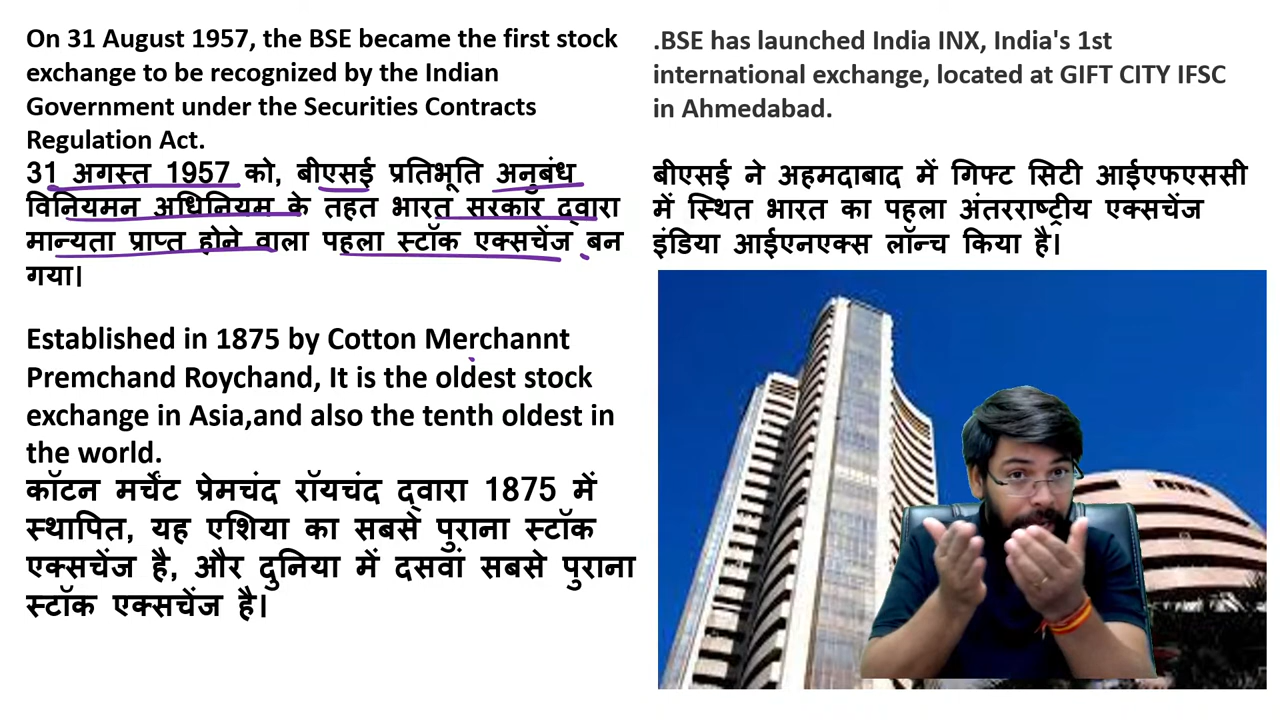 On 31 August 1957, the BSE became the first stock
exchange to be recognized by the Indian
Government under the Securities Contracts
Regulation Act.
31 अगस्त 1957 को, बीएसई प्रतिभूति अनुबंध
विनियमन अधिनियम के तहत भारत सरकार द्वारा
मान्यता प्राप्त होने वाला पहला स्टॉक एक्सचेंज बन
गया।
Established in 1875 by Cotton Merchannt
Premchand Roychand, It is the oldest stock
exchange in Asia,and also the tenth oldest in
the world.
कॉटन मर्चेंट प्रेमचंद रॉयचंद द्वारा 1875 में
स्थापित, यह एशिया का सबसे पुराना स्टॉक
एक्सचेंज है, और दुनिया में दसवां सबसे पुराना
स्टॉक एक्सचेंज है।
.BSE has launched India INX, India's 1st
international exchange, located at GIFT CITY IFSC
in Ahmedabad.
बीएसई ने अहमदाबाद में गिफ्ट सिटी आईएफएससी
में स्थित भारत का पहला अंतरराष्ट्रीय एक्सचेंज
इंडिया आईएनएक्स लॉन्च किया है।